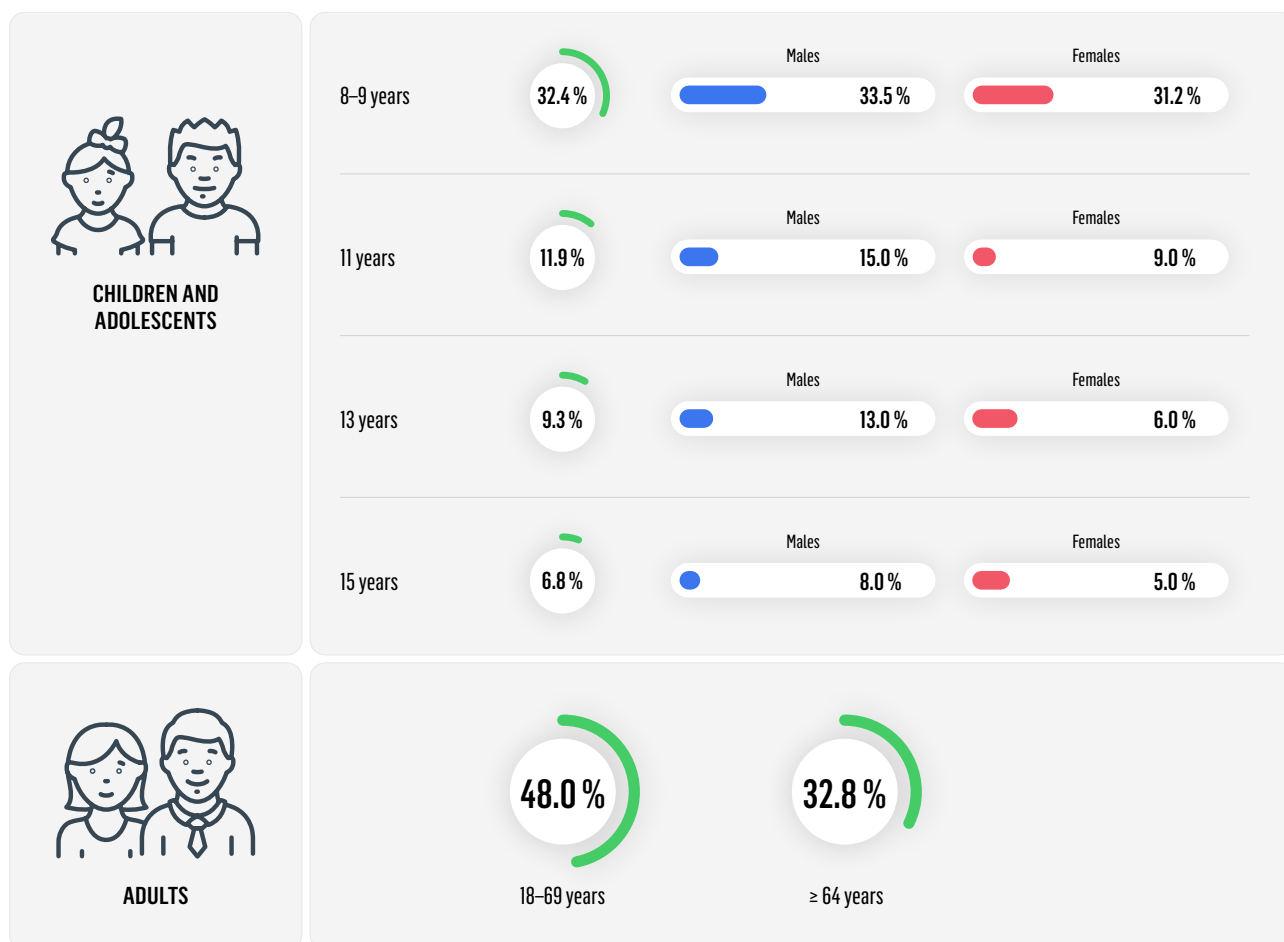 CHILDREN AND
ADOLESCENTS
8–9 years
32.4 %
Males
33.5 %
Females
31.2 %
11 years
11.9 %
Males
15.0 %
Females
9.0 %
13 years
9.3 %
Males
13.0 %
Females
6.0 %
15 years
6.8 %
Males
8.0 %
Females
5.0 %
ADULTS
48.0 %
18–69 years
32.8 %
≥ 64 years